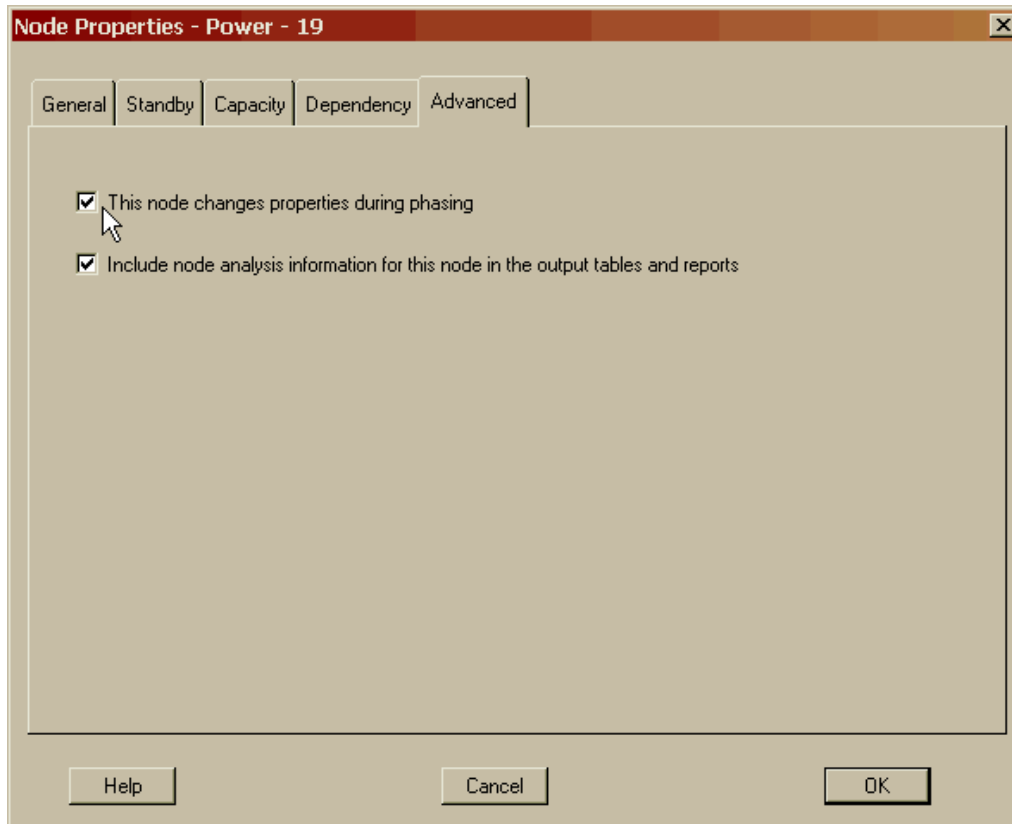 Node Properties - Power - 19
General Standby Capacity Dependency Advanced
This node changes properties during phasing
Include node analysis information for this node in the output tables and reports
Help Cancel OK